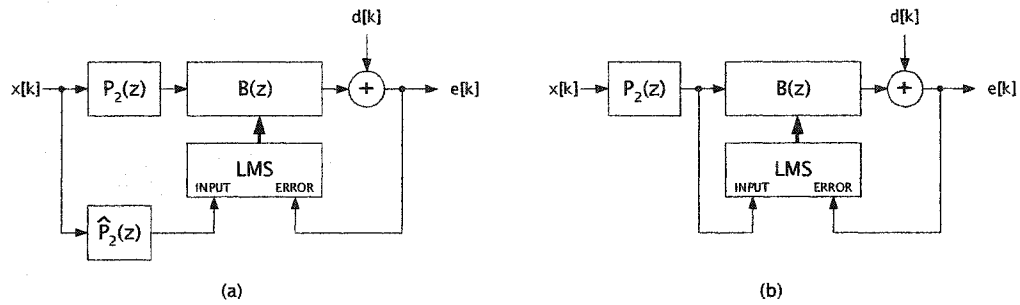 d[k]
x[k]
P₂(z)
B(z)
+
e[k]
LMS
INPUT
ERROR
P̂₂(z)
(a)
d[k]
x[k]
P₂(z)
B(z)
+
e[k]
LMS
INPUT
ERROR
(b)